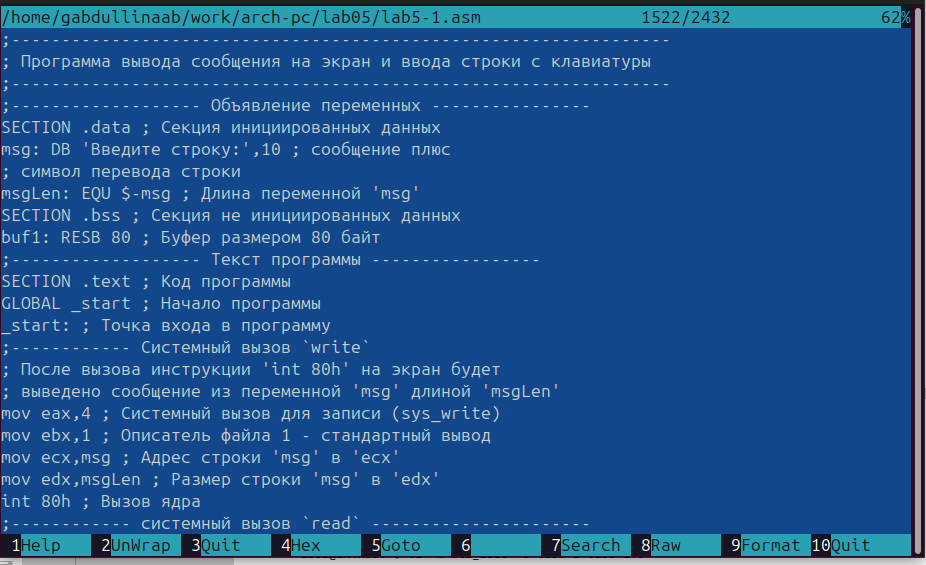 /home/gabdullinaab/work/arch-pc/lab05/lab5-1.asm 1522/2432 62%
;------------------------------------------------------------------
; Программа вывода сообщения на экран и ввода строки с клавиатуры
;------------------------------------------------------------------
;------------------- Объявление переменных ----------------
SECTION .data ; Секция инициированных данных
msg: DB 'Введите строку:',10 ; сообщение плюс
; символ перевода строки
msgLen: EQU $-msg ; Длина переменной 'msg'
SECTION .bss ; Секция не инициированных данных
buf1: RESB 80 ; Буфер размером 80 байт
;------------------- Текст программы -----------------
SECTION .text ; Код программы
GLOBAL _start ; Начало программы
_start: ; Точка входа в программу
;------------ Системный вызов `write`
; После вызова инструкции 'int 80h' на экран будет
; выведено сообщение из переменной 'msg' длиной 'msgLen'
mov eax,4 ; Системный вызов для записи (sys_write)
mov ebx,1 ; Описатель файла 1 - стандартный вывод
mov ecx,msg ; Адрес строки 'msg' в 'ecx'
mov edx,msgLen ; Размер строки 'msg' в 'edx'
int 80h ; Вызов ядра
;------------ системный вызов `read` ----------------------
1Help 2UnWrap 3Quit 4Hex 5Goto 6 7Search 8Raw 9Format 10Quit